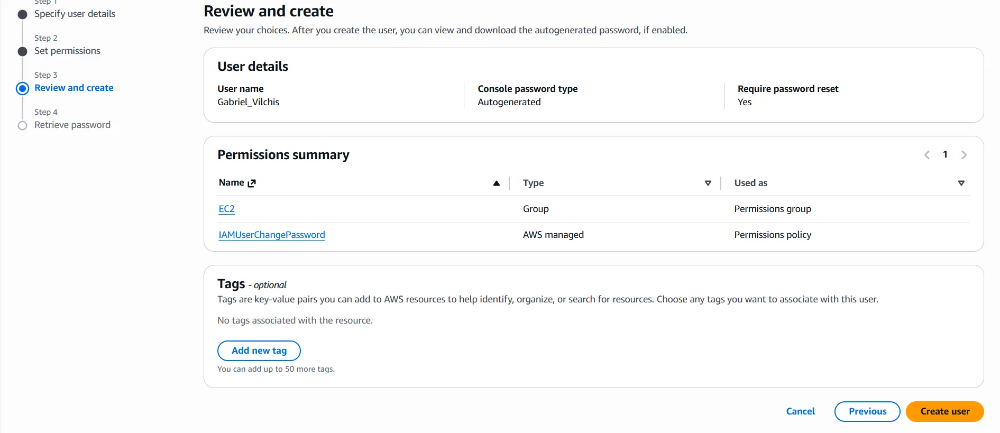 Step 1
Specify user details
Step 2
Set permissions
Step 3
Review and create
Step 4
Retrieve password
Review and create
Review your choices. After you create the user, you can view and download the autogenerated password, if enabled.
User details
User name
Gabriel_Vilchis
Console password type
Autogenerated
Require password reset
Yes
Permissions summary
1
Name Type Used as
EC2 Group Permissions group
IAMUserChangePassword AWS managed Permissions policy
Tags - optional
Tags are key-value pairs you can add to AWS resources to help identify, organize, or search for resources. Choose any tags you want to associate with this user.
No tags associated with the resource.
Add new tag
You can add up to 50 more tags.
Cancel Previous Create user